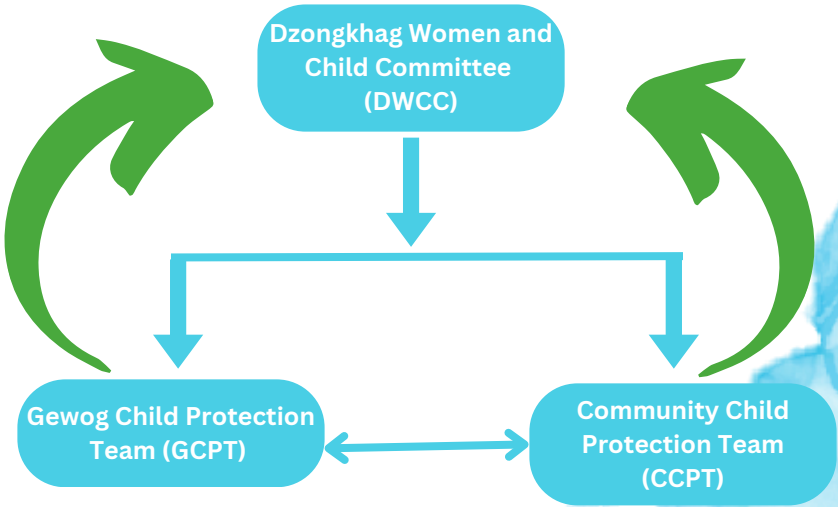 Dzongkhag Women and
Child Committee
(DWCC)
Gewog Child Protection
Team (GCPT)
Community Child
Protection Team
(CCPT)